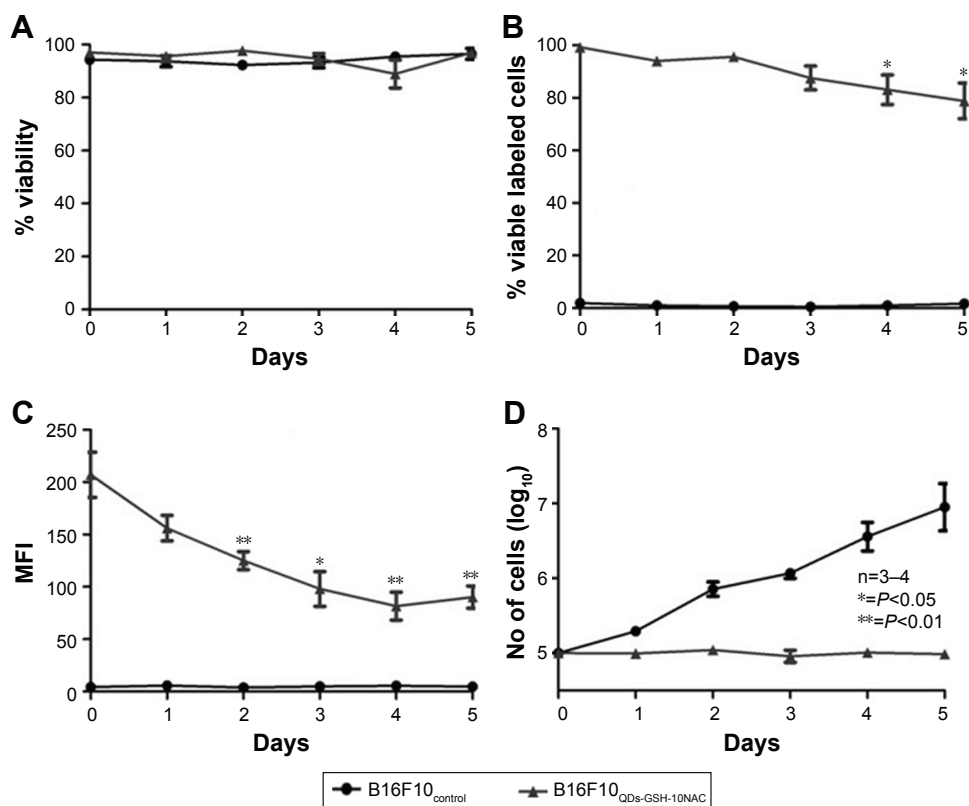 A
% viability
100
80
60
40
20
0
0 1 2 3 4 5
Days
B
% viable labeled cells
100
80
60
40
20
0
0 1 2 3 4 5
Days
* *
C
MFI
250
200
150
100
50
0
0 1 2 3 4 5
Days
** * ** **
D
No of cells (log10)
8
7
6
5
0 1 2 3 4 5
Days
n=3–4
*=P<0.05
**=P<0.01
B16F10control B16F10QDs-GSH-10NAC